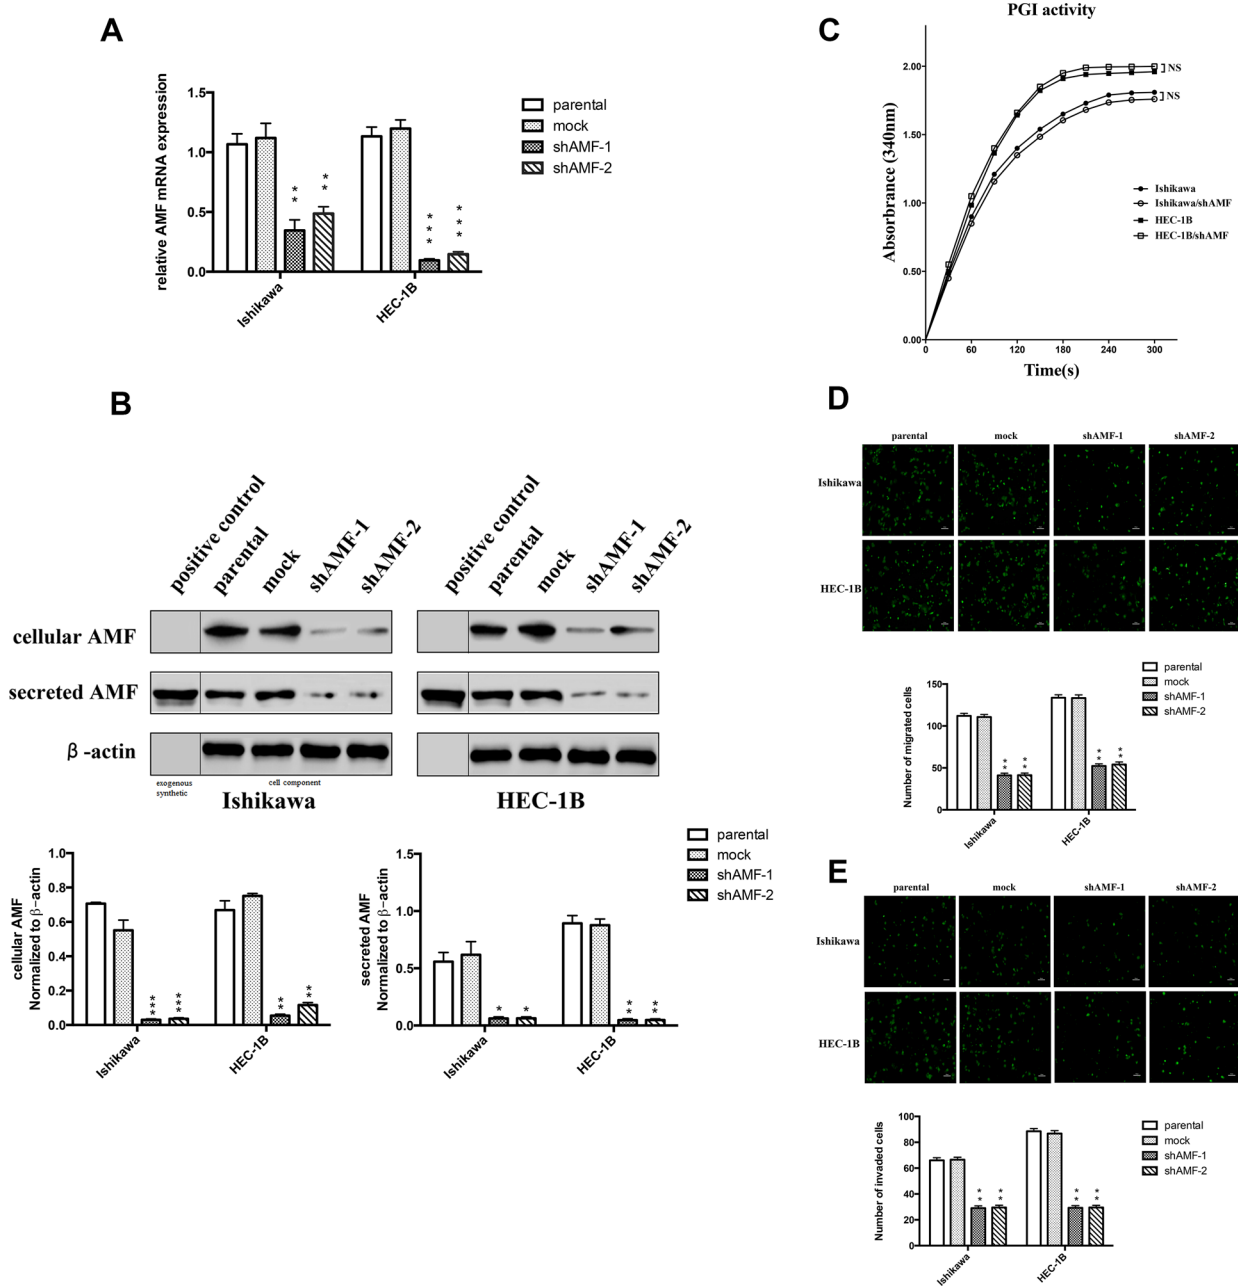 A
relative AMF mRNA expression
1.5
1.0
0.5
0.0
* *
* *
* * *
* * *
Ishikawa
HEC-1B
parental
mock
shAMF-1
shAMF-2
B
positive control
parental
mock
shAMF-1
shAMF-2
positive control
parental
mock
shAMF-1
shAMF-2
cellular AMF
secreted AMF
β-actin
exogenous
synthetic
cell component
Ishikawa
HEC-1B
cellular AMF
Normalized to β-actin
1.0
0.8
0.6
0.4
0.2
0.0
***
***
**
**
Ishikawa
HEC-1B
secreted AMF
Normalized to β-actin
1.5
1.0
0.5
0.0
*
*
**
**
Ishikawa
HEC-1B
parental
mock
shAMF-1
shAMF-2
C
PGI activity
Absorbrance (340nm)
2.00
1.50
1.00
0.50
0.00
0
60
120
180
240
300
Time(s)
NS
NS
Ishikawa
Ishikawa/shAMF
HEC-1B
HEC-1B/shAMF
D
parental
mock
shAMF-1
shAMF-2
Ishikawa
HEC-1B
Number of migrated cells
150
100
50
0
**
**
**
**
Ishikawa
HEC-1B
parental
mock
shAMF-1
shAMF-2
E
parental
mock
shAMF-1
shAMF-2
Ishikawa
HEC-1B
Number of invaded cells
100
80
60
40
20
0
**
**
**
**
Ishikawa
HEC-1B
parental
mock
shAMF-1
shAMF-2